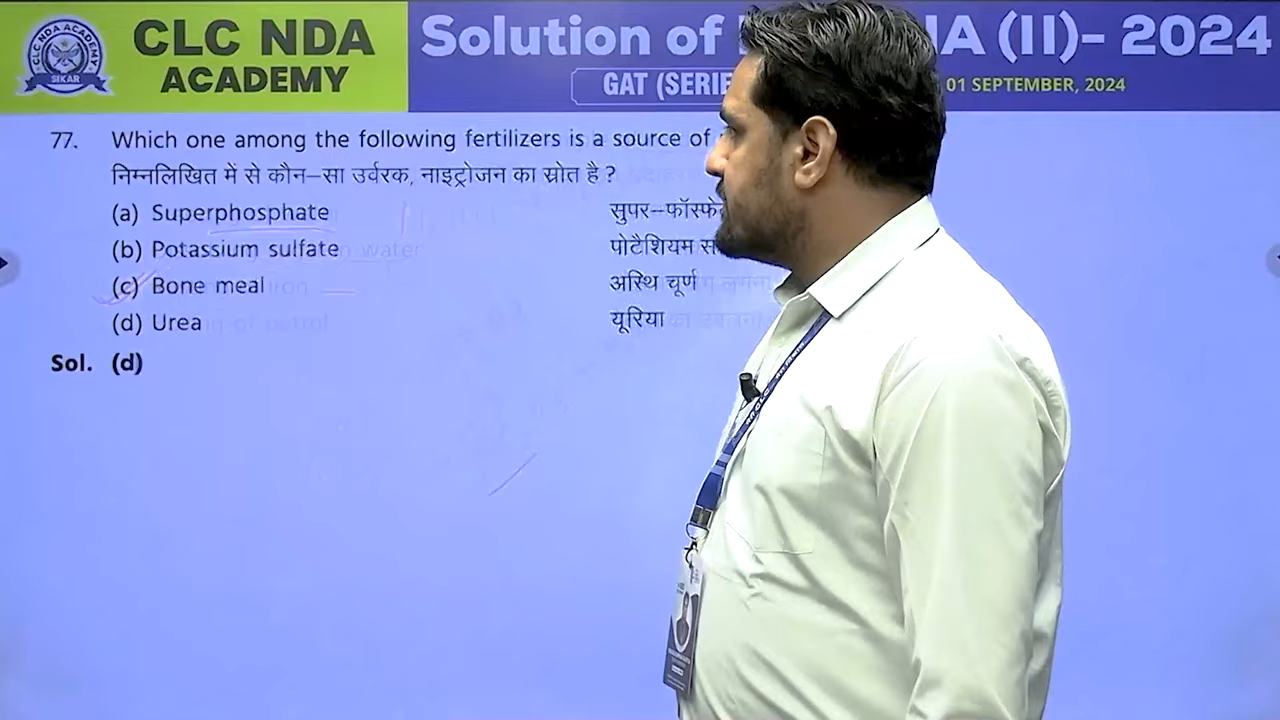 CLC NDA ACADEMY
SIKAR
CLC NDA
ACADEMY
Solution of A (II)- 2024
GAT (SERIE
01 SEPTEMBER, 2024
77. Which one among the following fertilizers is a source of
निम्नलिखित में से कौन–सा उर्वरक, नाइट्रोजन का स्रोत है ?
(a) Superphosphate सुपर–फॉस्फे
(b) Potassium sulfate पोटैशियम स
(c) Bone meal अस्थि चूर्ण
(d) Urea यूरिया
Sol. (d)